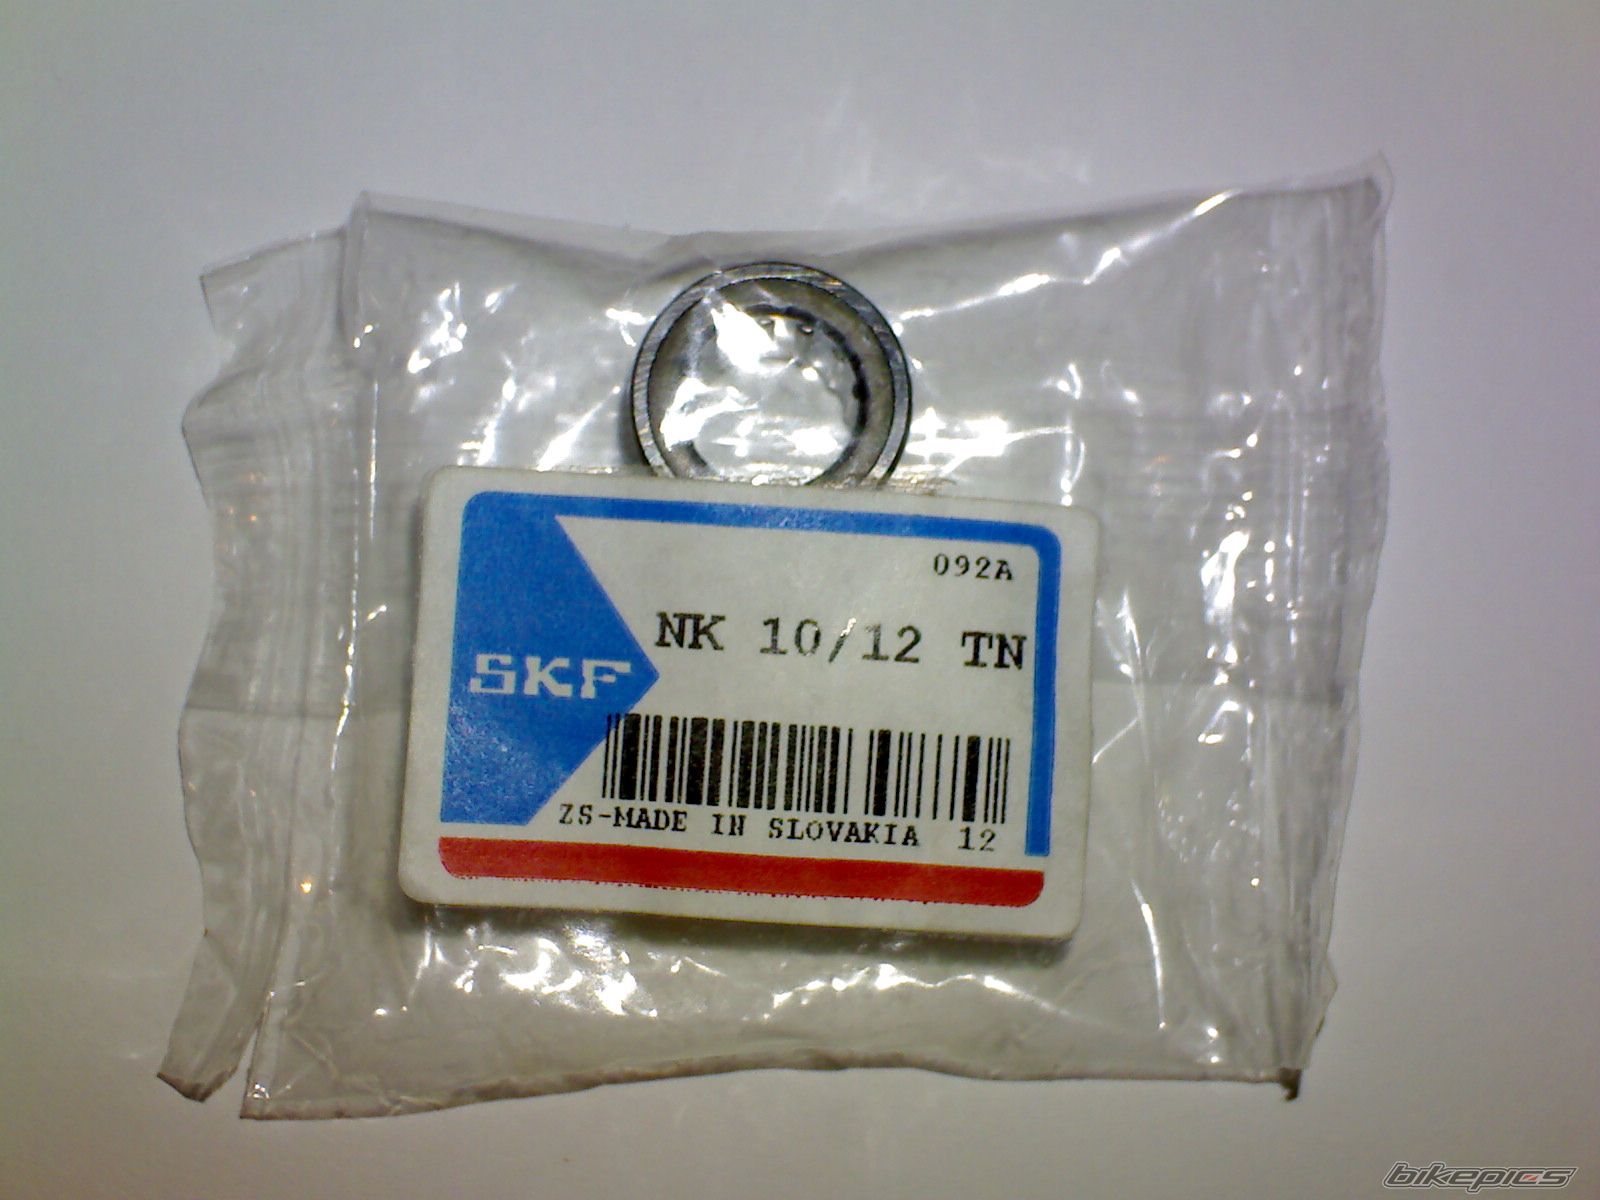 092A
NK 10/12 TN
SKF
ZS-MADE IN SLOVAKIA 12
bikepics